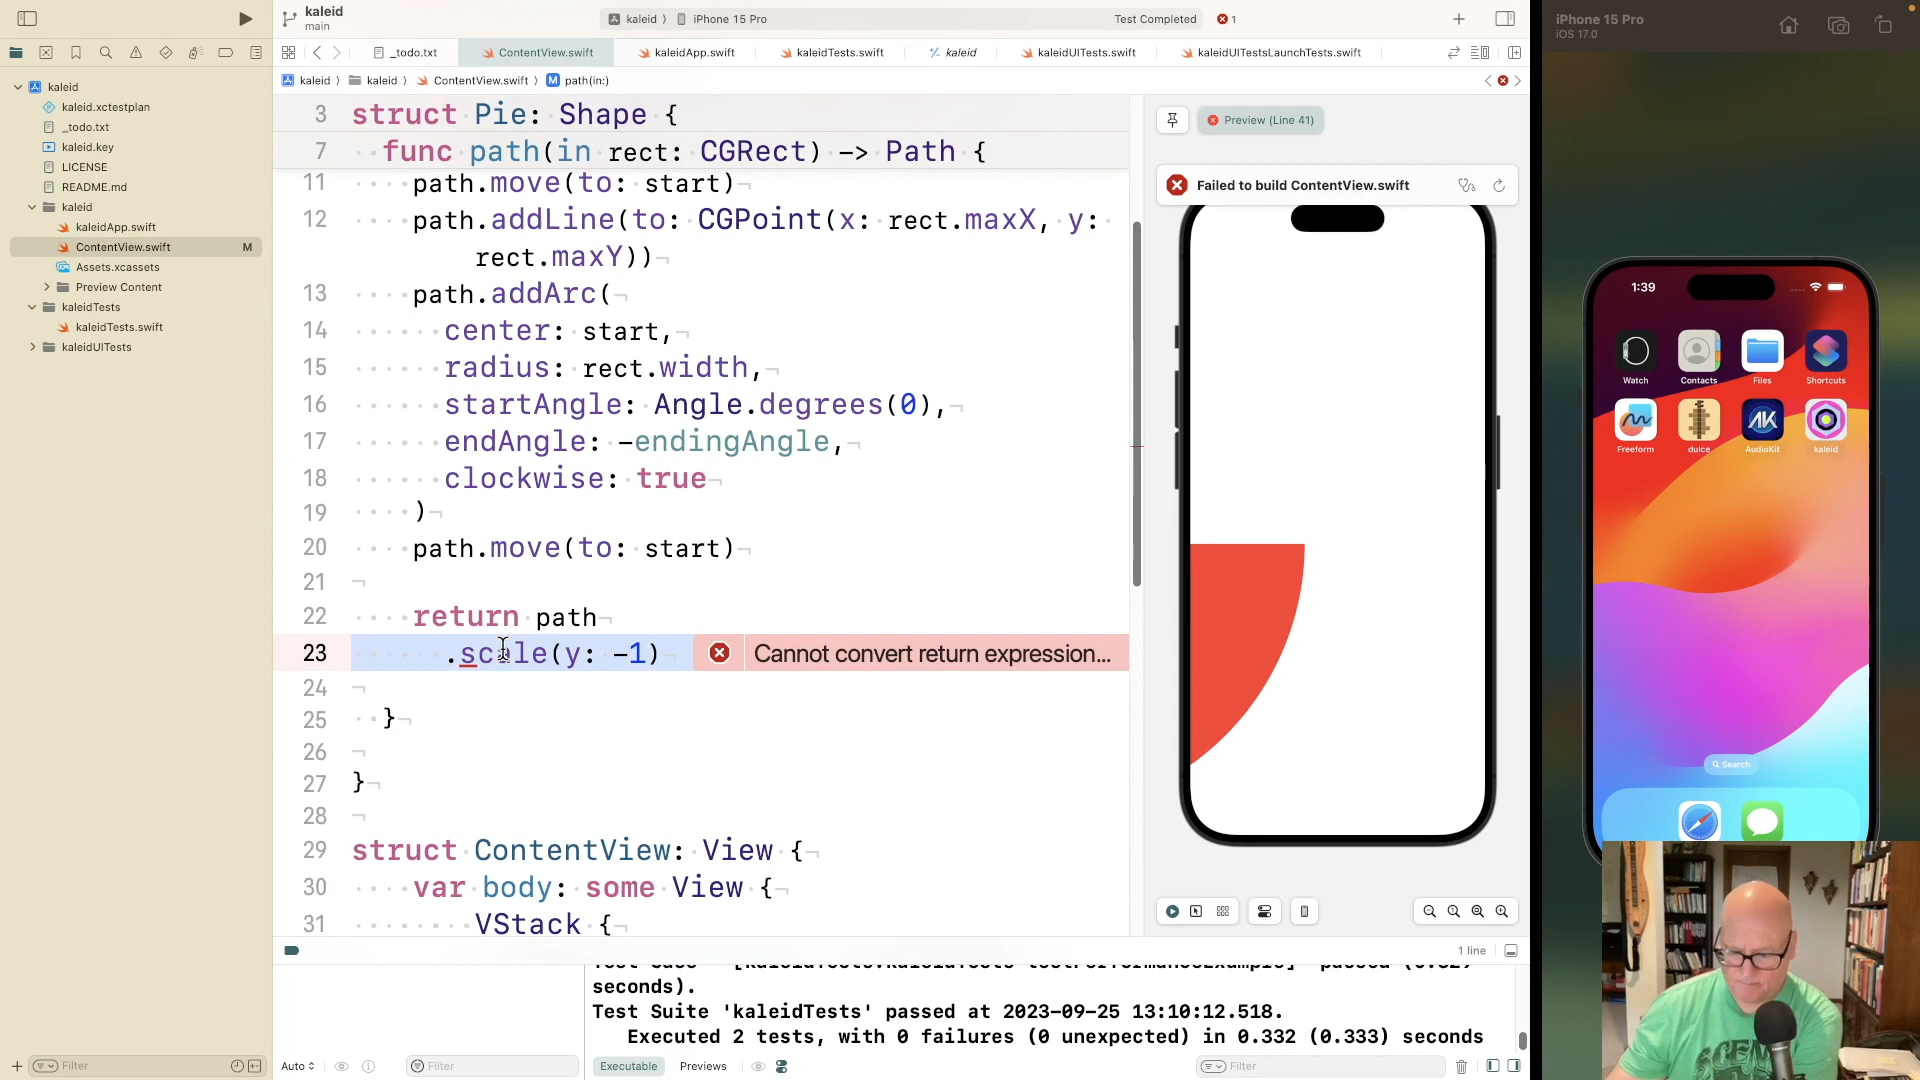 kaleid
main
kaleid 〉 iPhone 15 Pro
Test Completed
1
_todo.txt
ContentView.swift
kaleidApp.swift
kaleidTests.swift
kaleid
kaleidUITests.swift
kaleidUITestsLaunchTests.swift
kaleid 〉 kaleid 〉 ContentView.swift 〉 M path(in:)
kaleid
kaleid.xctestplan
_todo.txt
kaleid.key
LICENSE
README.md
kaleid
kaleidApp.swift
ContentView.swift M
Assets.xcassets
Preview Content
kaleidTests
kaleidTests.swift
kaleidUITests
Filter
3 struct Pie: Shape {
7 func path(in rect: CGRect) -> Path {
11 path.move(to: start)
12 path.addLine(to: CGPoint(x: rect.maxX, y:
rect.maxY))
13 path.addArc(
14 center: start,
15 radius: rect.width,
16 startAngle: Angle.degrees(0),
17 endAngle: -endingAngle,
18 clockwise: true
19 )
20 path.move(to: start)
21
22 return path
23 .scale(y: -1)
Cannot convert return expression...
24
25 }
26
27 }
28
29 struct ContentView: View {
30 var body: some View {
31 VStack {
Preview (Line 41)
Failed to build ContentView.swift
1 line
seconds).
Test Suite 'kaleidTests' passed at 2023-09-25 13:10:12.518.
Executed 2 tests, with 0 failures (0 unexpected) in 0.332 (0.333) seconds
Auto
Filter
Executable
Previews
Filter
iPhone 15 Pro
iOS 17.0
1:39
Watch
Contacts
Files
Shortcuts
AK
Freeform
dulce
AudioKit
kaleid
Search